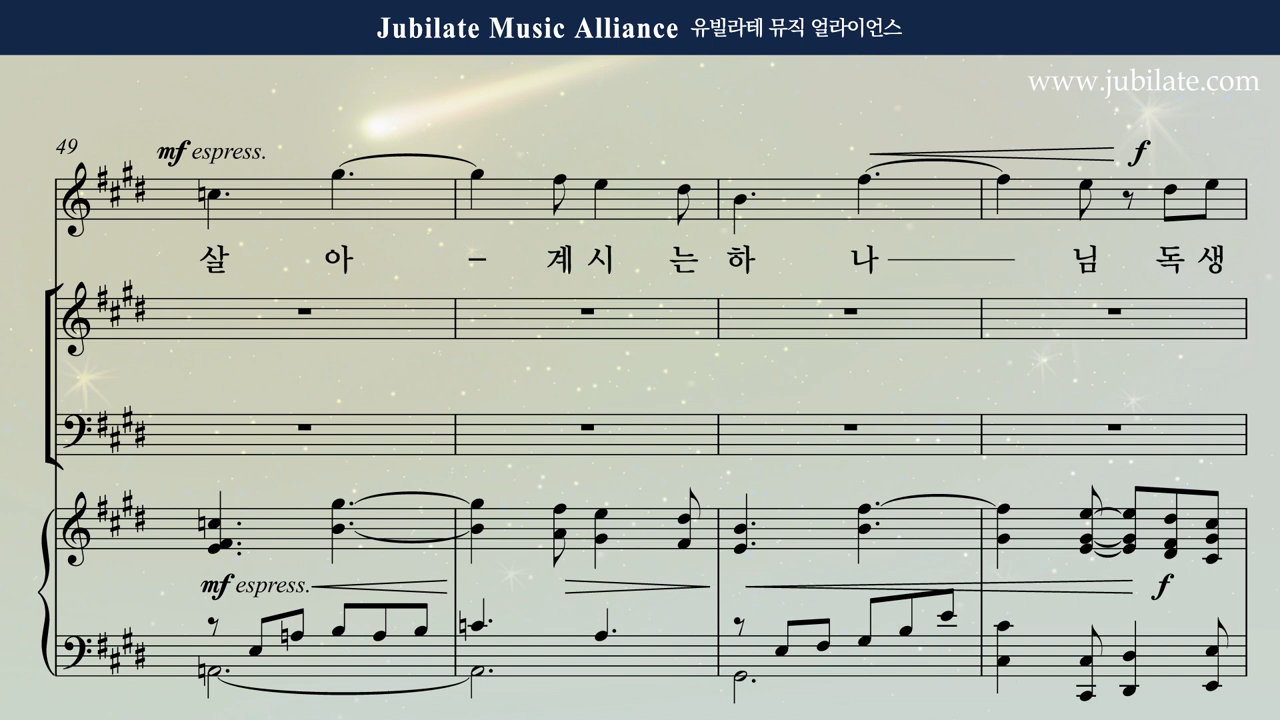 Jubilate Music Alliance 유빌라테 뮤직 얼라이언스
www.jubilate.com
49
mf espress.
f
살 아 – 계 시 는 하 나 님 독 생
mf espress.
f